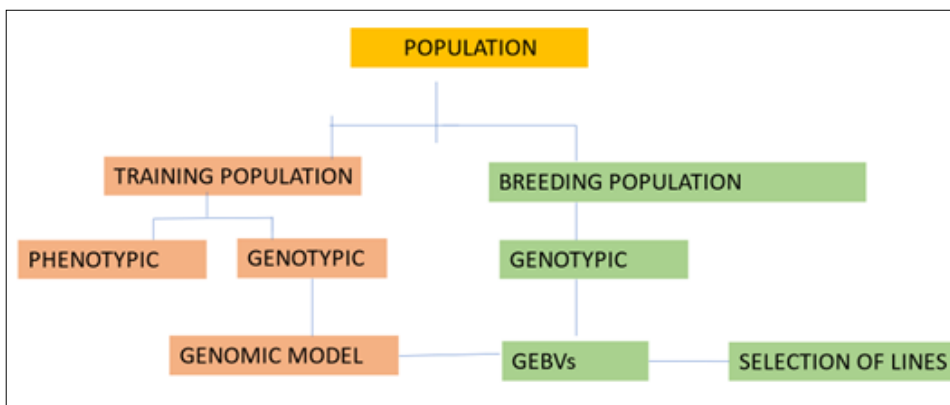 POPULATION
TRAINING POPULATION
BREEDING POPULATION
PHENOTYPIC
GENOTYPIC
GENOTYPIC
GENOMIC MODEL
GEBVs
SELECTION OF LINES